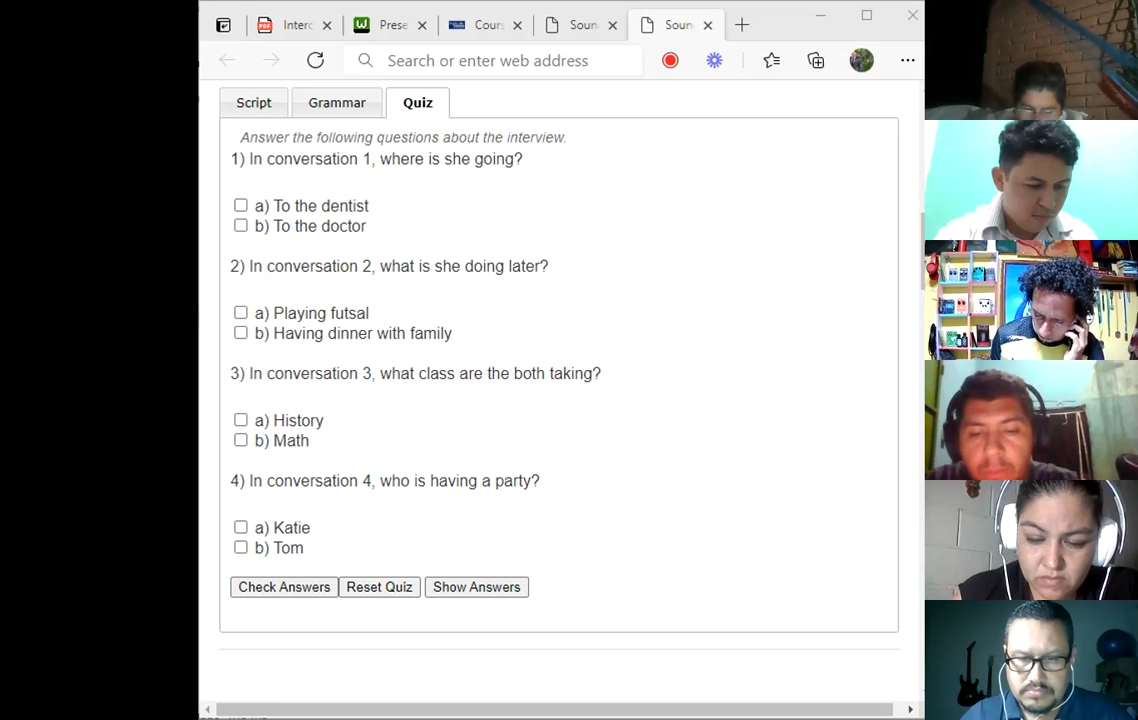 Interc
Prese
Cours
Soun
Soun
Search or enter web address
Script
Grammar
Quiz
Answer the following questions about the interview.
1) In conversation 1, where is she going?
a) To the dentist
b) To the doctor
2) In conversation 2, what is she doing later?
a) Playing futsal
b) Having dinner with family
3) In conversation 3, what class are the both taking?
a) History
b) Math
4) In conversation 4, who is having a party?
a) Katie
b) Tom
Check Answers
Reset Quiz
Show Answers